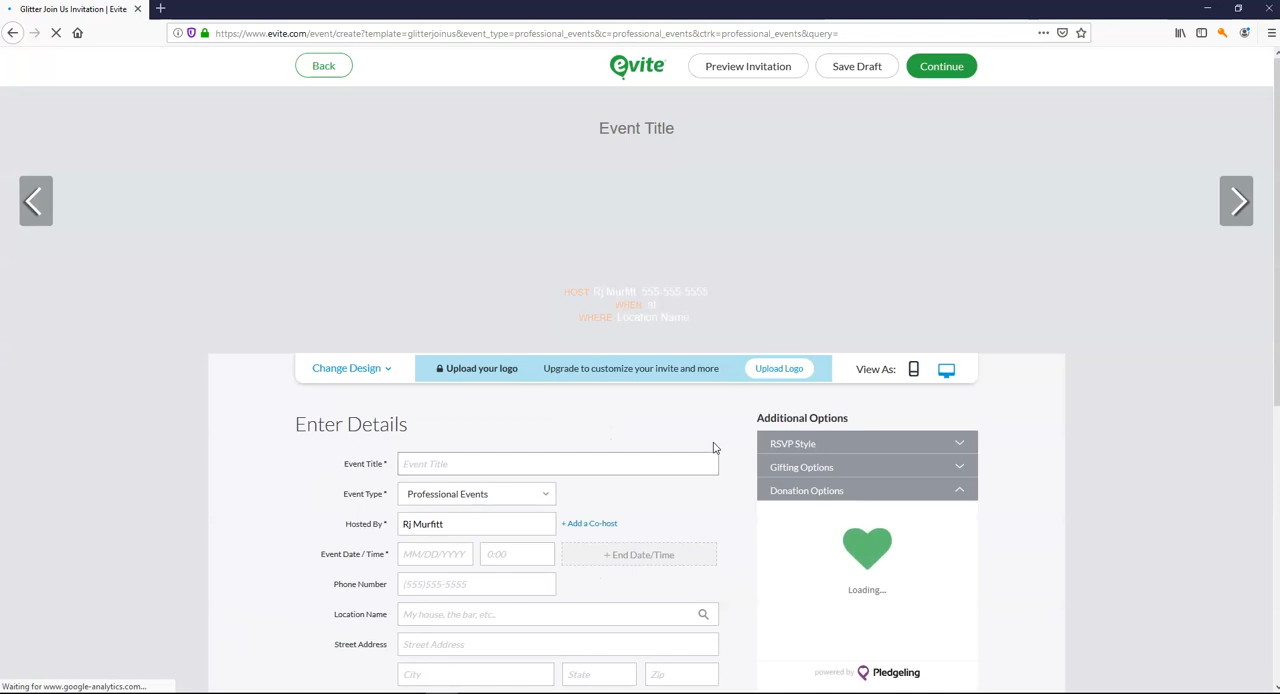 Glitter Join Us Invitation | Evite
https://www.evite.com/event/create?template=glitterjoinus&event_type=professional_events&c=professional_events&ctrk=professional_events&query=
Back
evite
Preview Invitation
Save Draft
Continue
Event Title
HOST: Rj Murfitt 555-555-5555
WHEN: at
WHERE: Location Name
Change Design
Upload your logo
Upgrade to customize your invite and more
Upload Logo
View As:
Enter Details
Event Title *
Event Title
Event Type *
Professional Events
Hosted By *
Rj Murfitt
+ Add a Co-host
Event Date / Time *
MM/DD/YYYY
0:00
+ End Date/Time
Phone Number
(555)555-5555
Location Name
My house, the bar, etc..
Street Address
Street Address
City
State
Zip
Additional Options
RSVP Style
Gifting Options
Donation Options
Loading...
powered by Pledgeling
Waiting for www.google-analytics.com...